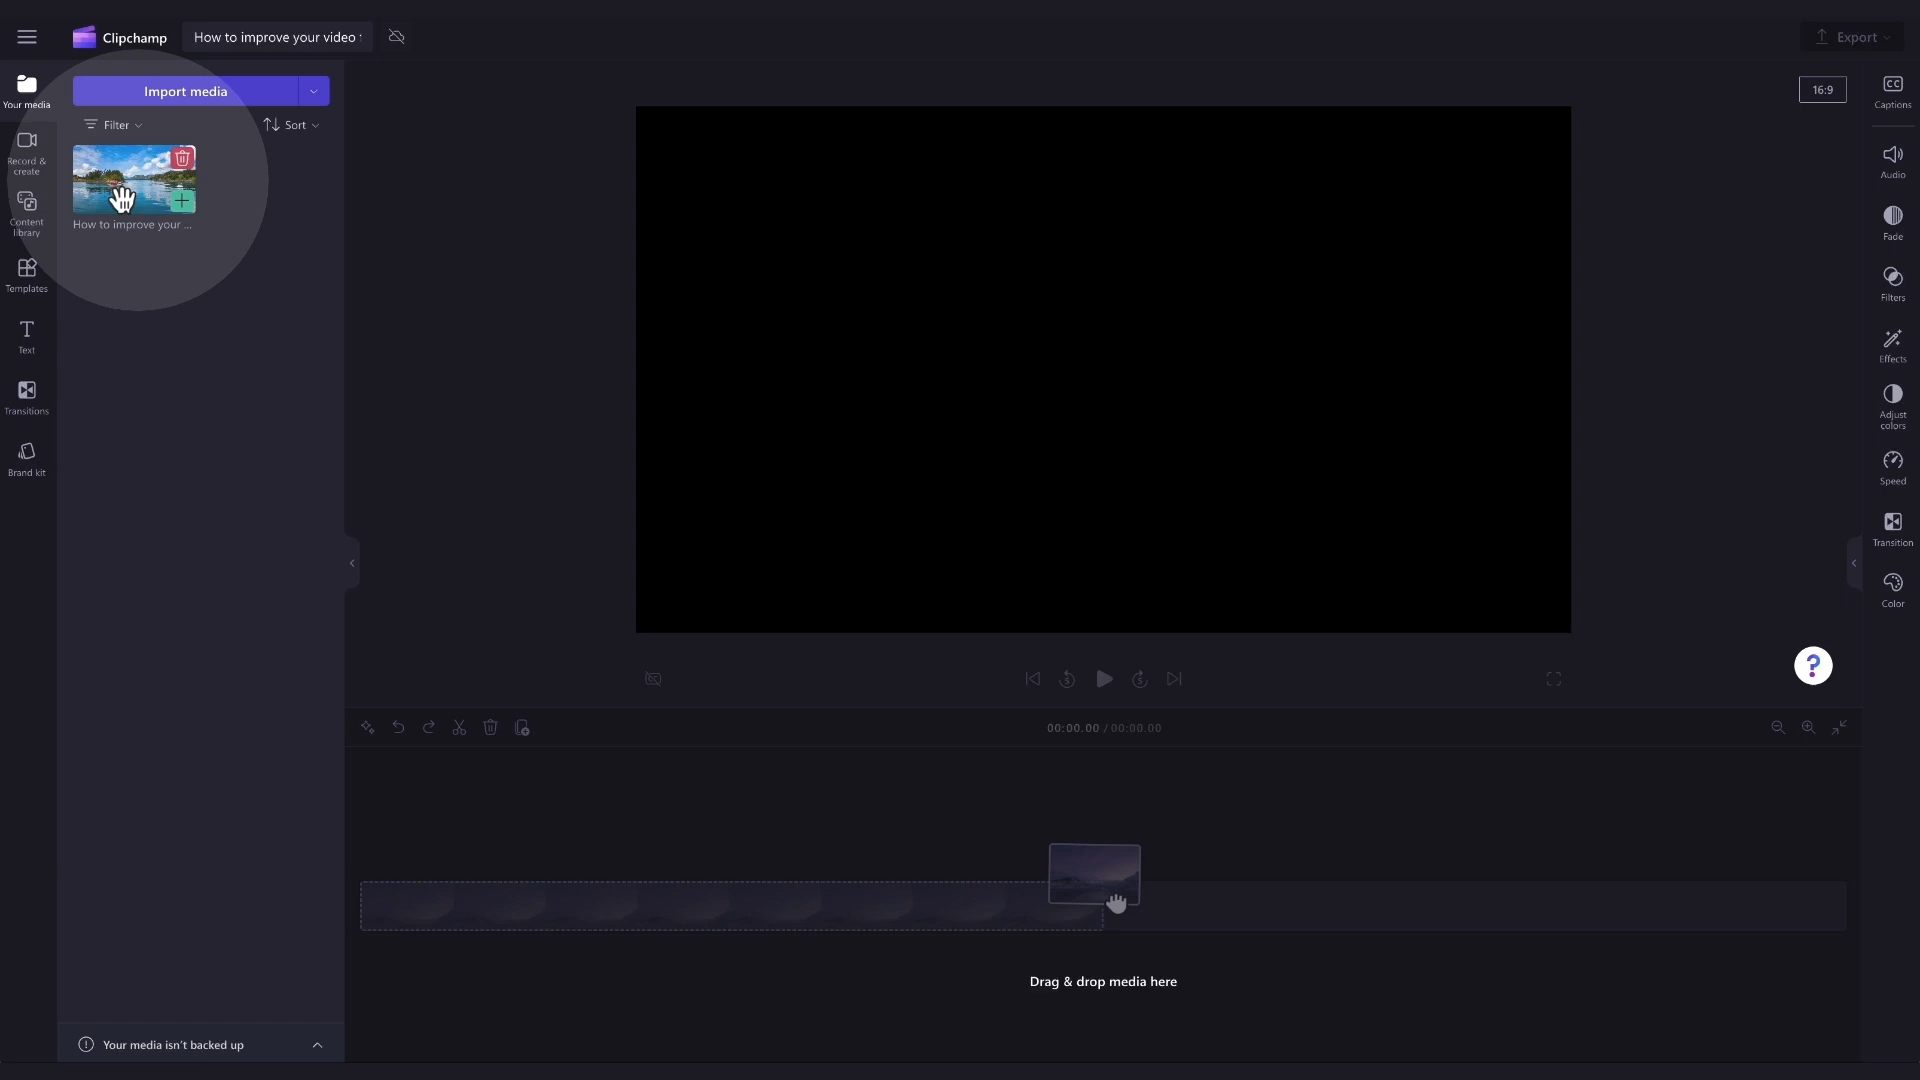 Clipchamp
How to improve your video
Export
Your media
Import media
16:9
Captions
Filter
Sort
Record &
create
Audio
Content
library
How to improve your ...
Fade
Templates
Filters
Text
Effects
Transitions
Adjust
colors
Brand kit
Speed
Transition
Color
5
5
?
00:00.00 / 00:00.00
Drag & drop media here
Your media isn't backed up